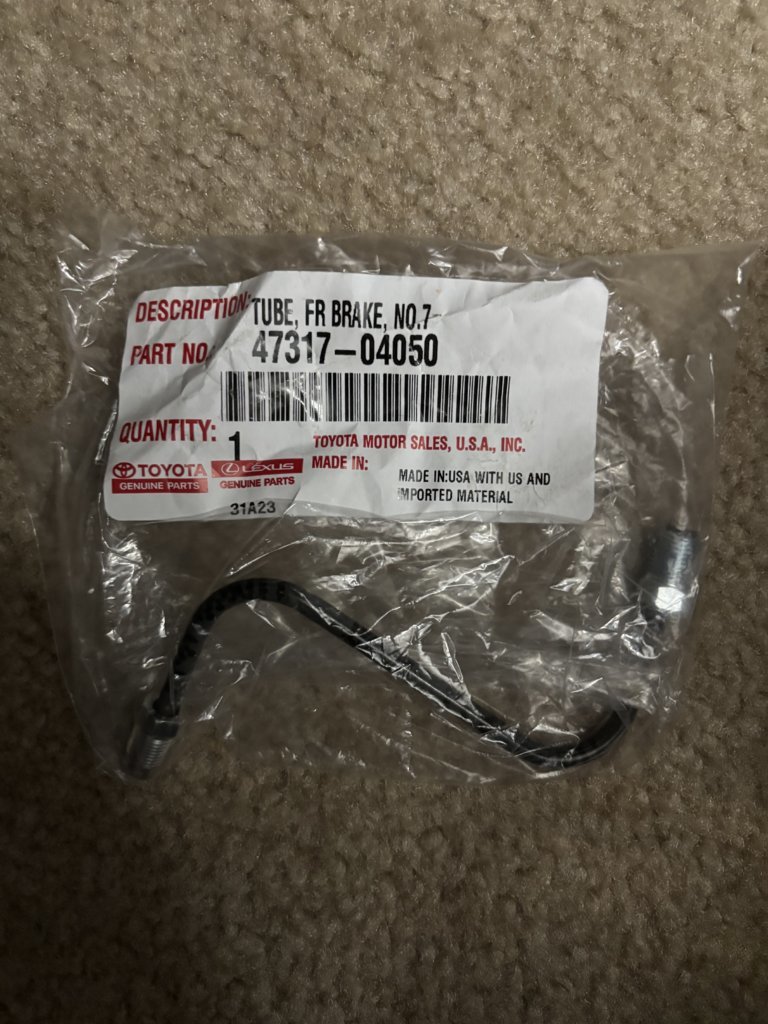 DESCRIPTION: TUBE, FR BRAKE, NO.7
PART NO.: 47317-04050
QUANTITY: 1
TOYOTA MOTOR SALES, U.S.A., INC.
TOYOTA
GENUINE PARTS
LEXUS
GENUINE PARTS
MADE IN:
MADE IN:USA WITH US AND
IMPORTED MATERIAL
31A23